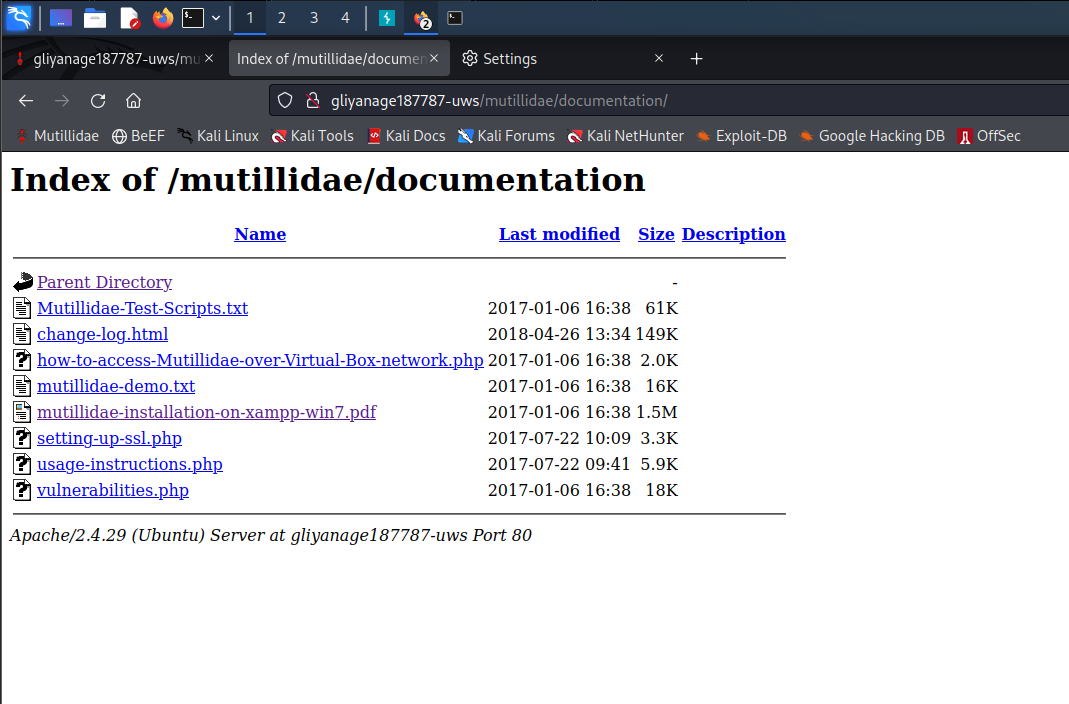 1 2 3 4 2
gliyanage187787-uws/mu
Index of /mutillidae/documen
Settings
gliyanage187787-uws/mutillidae/documentation/
Mutillidae BeEF Kali Linux Kali Tools Kali Docs Kali Forums Kali NetHunter Exploit-DB Google Hacking DB OffSec
Index of /mutillidae/documentation
Name Last modified Size Description
Parent Directory -
Mutillidae-Test-Scripts.txt 2017-01-06 16:38 61K
change-log.html 2018-04-26 13:34 149K
how-to-access-Mutillidae-over-Virtual-Box-network.php 2017-01-06 16:38 2.0K
mutillidae-demo.txt 2017-01-06 16:38 16K
mutillidae-installation-on-xampp-win7.pdf 2017-01-06 16:38 1.5M
setting-up-ssl.php 2017-07-22 10:09 3.3K
usage-instructions.php 2017-07-22 09:41 5.9K
vulnerabilities.php 2017-01-06 16:38 18K
Apache/2.4.29 (Ubuntu) Server at gliyanage187787-uws Port 80